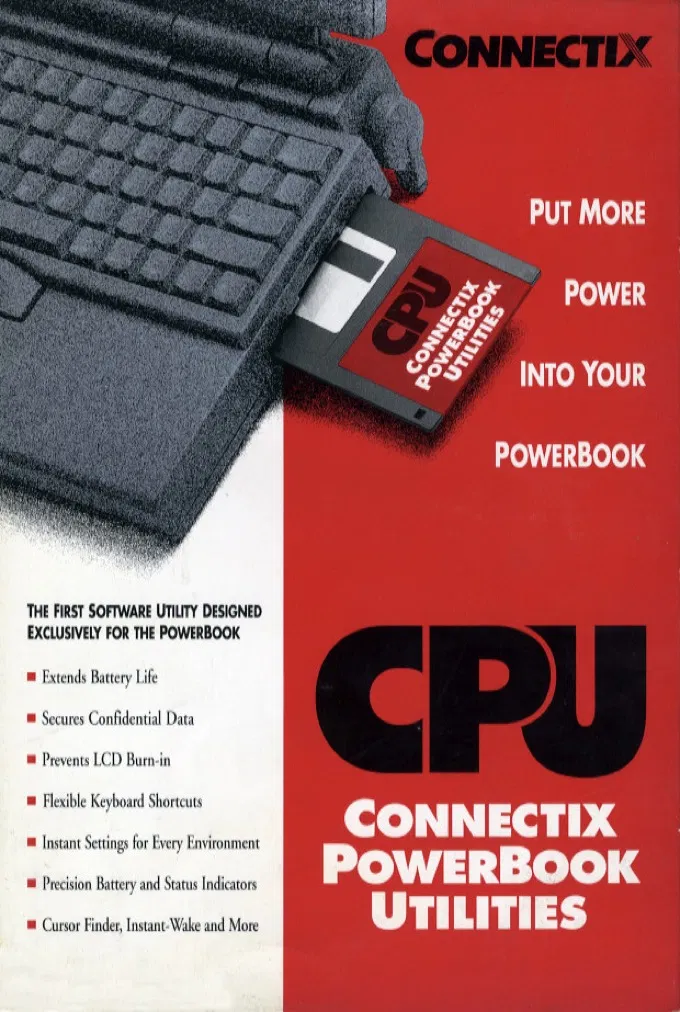 CONNECTIX
PUT MORE
POWER
INTO YOUR
POWERBOOK
CPU
CONNECTIX
POWERBOOK
UTILITIES
THE FIRST SOFTWARE UTILITY DESIGNED
EXCLUSIVELY FOR THE POWERBOOK
Extends Battery Life
Secures Confidential Data
Prevents LCD Burn-in
Flexible Keyboard Shortcuts
Instant Settings for Every Environment
Precision Battery and Status Indicators
Cursor Finder, Instant-Wake and More
CPU
CONNECTIX
POWERBOOK
UTILITIES